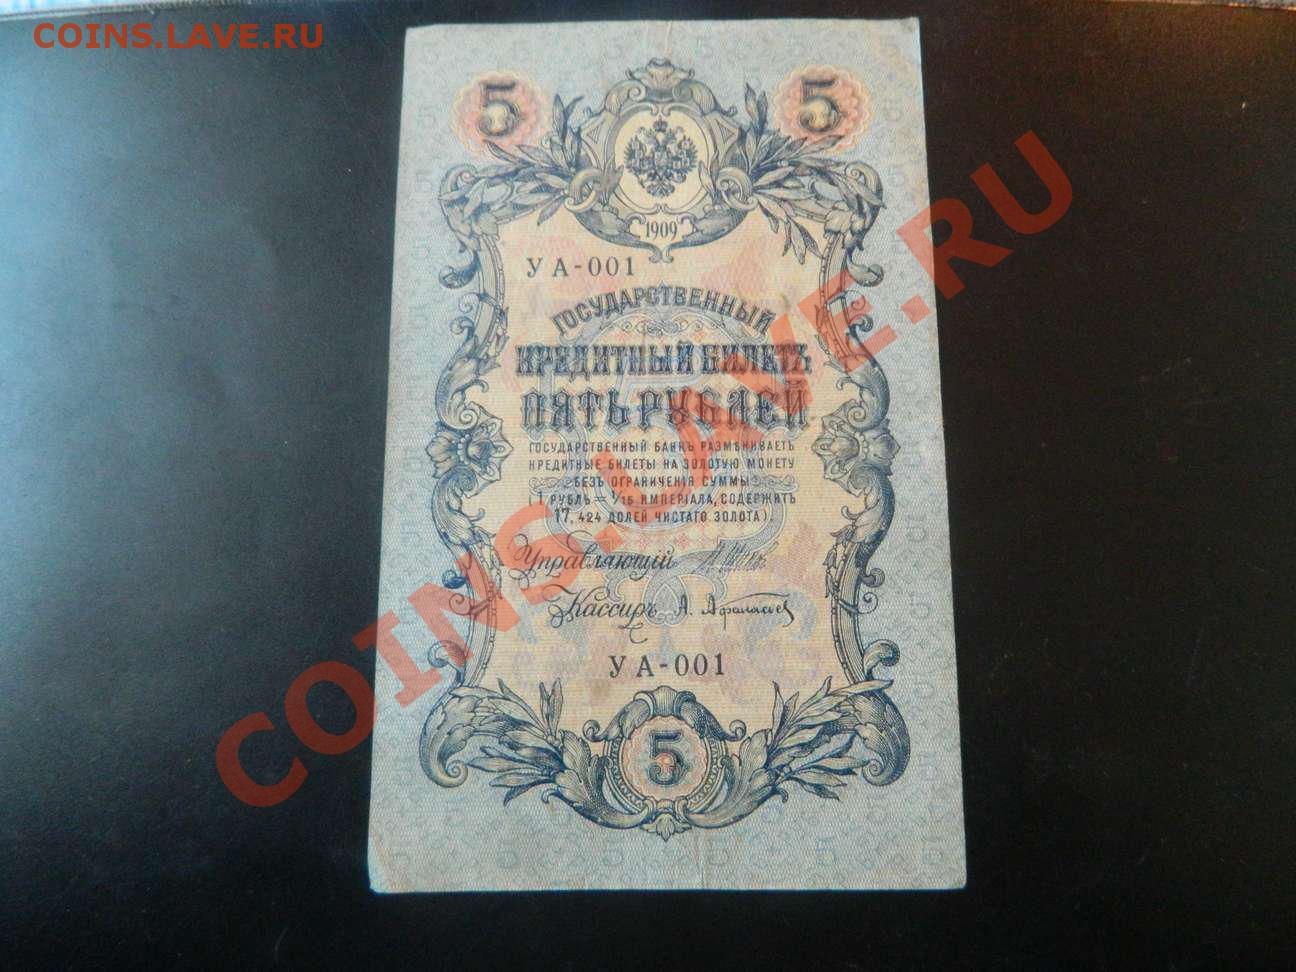 COINS.LAVE.RU
5 5
1909
УА-001
ГОСУДАРСТВЕННЫЙ
КРЕДИТНЫЙ БИЛЕТЪ
ПЯТЬ РУБЛЕЙ
ГОСУДАРСТВЕННЫЙ БАНКЪ РАЗМѢНИВАЕТЪ
КРЕДИТНЫЕ БИЛЕТЫ НА ЗОЛОТУЮ МОНЕТУ
БЕЗЪ ОГРАНИЧЕНІЯ СУММЫ
(1 РУБЛЬ = 1/15 ИМПЕРІАЛА, СОДЕРЖИТЪ
17,424 ДОЛЕЙ ЧИСТАГО ЗОЛОТА).
Управляющій
Кассиръ А. Афанасьев
УА-001
5
COINS.LAVE.RU